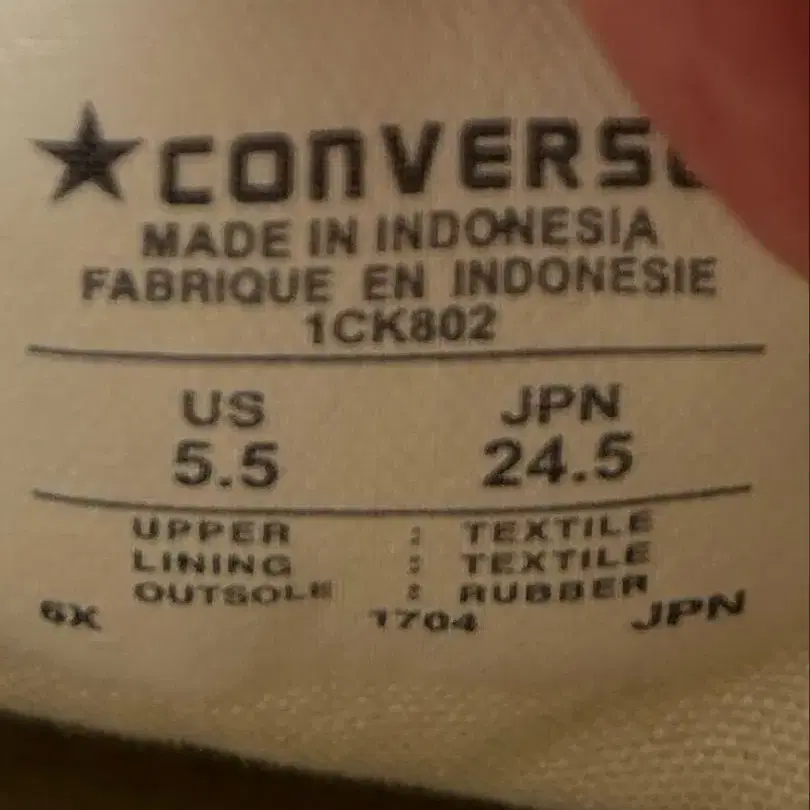 CONVERS
MADE IN INDONESIA
FABRIQUE EN INDONESIE
1CK802
US JPN
5.5 24.5
UPPER : TEXTILE
LINING : TEXTILE
OUTSOLE : RUBBER
6X 1704 JPN